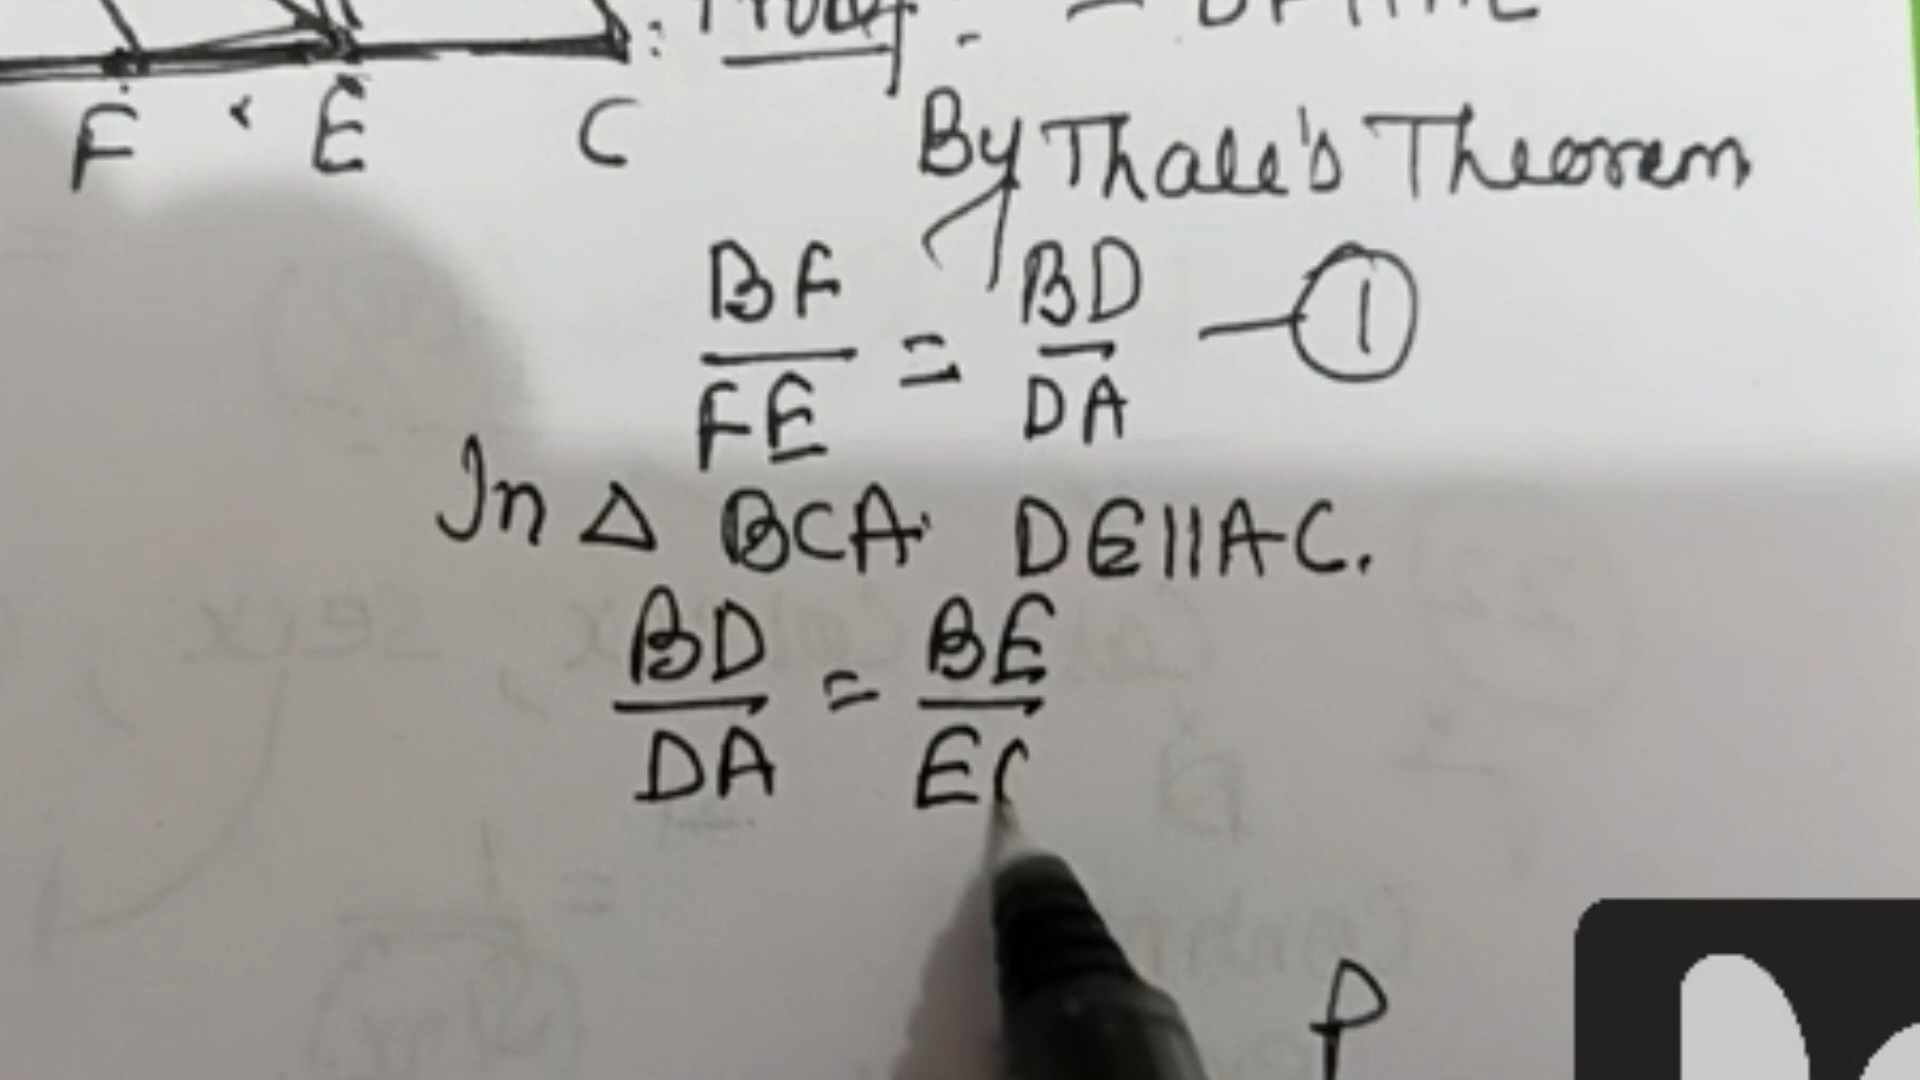 F E C
By Thale's Theorem
BF/FE = BD/DA — ①
In △ BCA DE||AC.
BD/DA = BE/EC
P